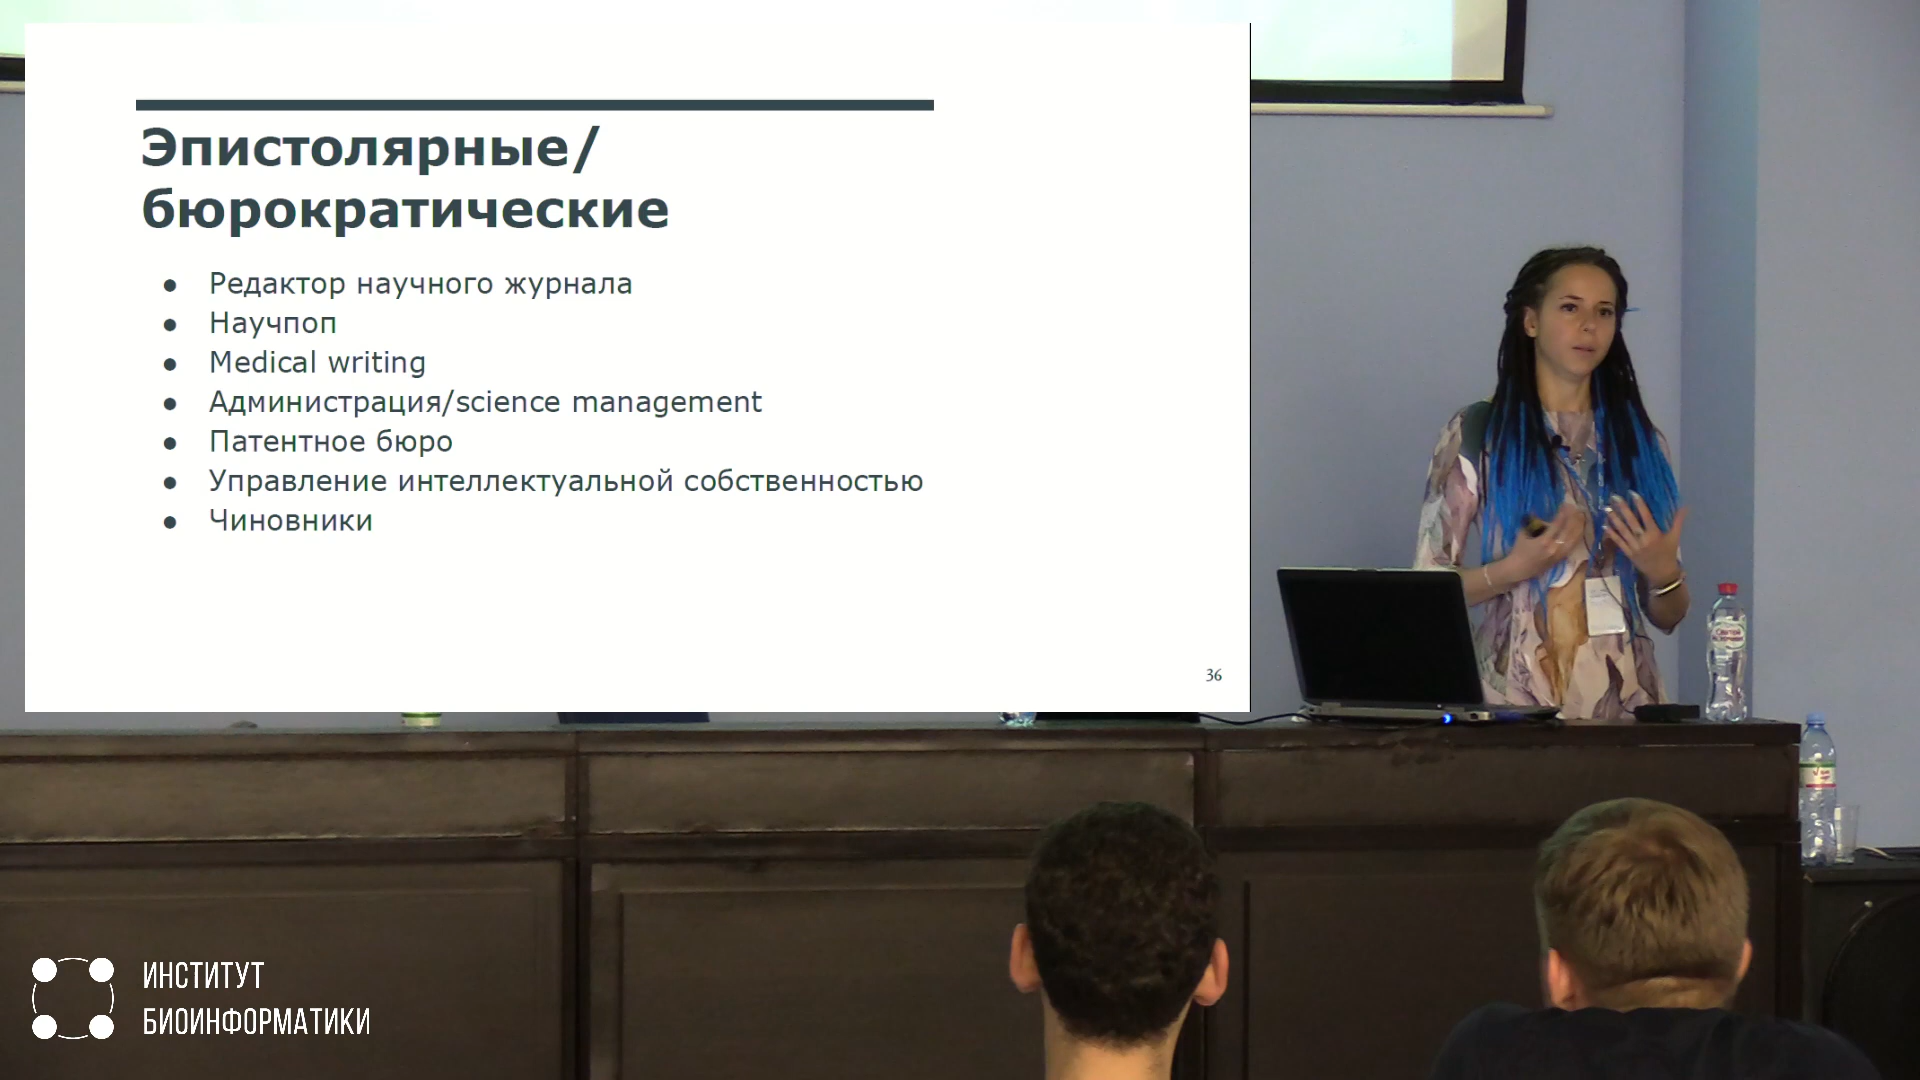 Эпистолярные/
бюрократические
● Редактор научного журнала
● Научпоп
● Medical writing
● Администрация/science management
● Патентное бюро
● Управление интеллектуальной собственностью
● Чиновники
36
ИНСТИТУТ
БИОИНФОРМАТИКИ